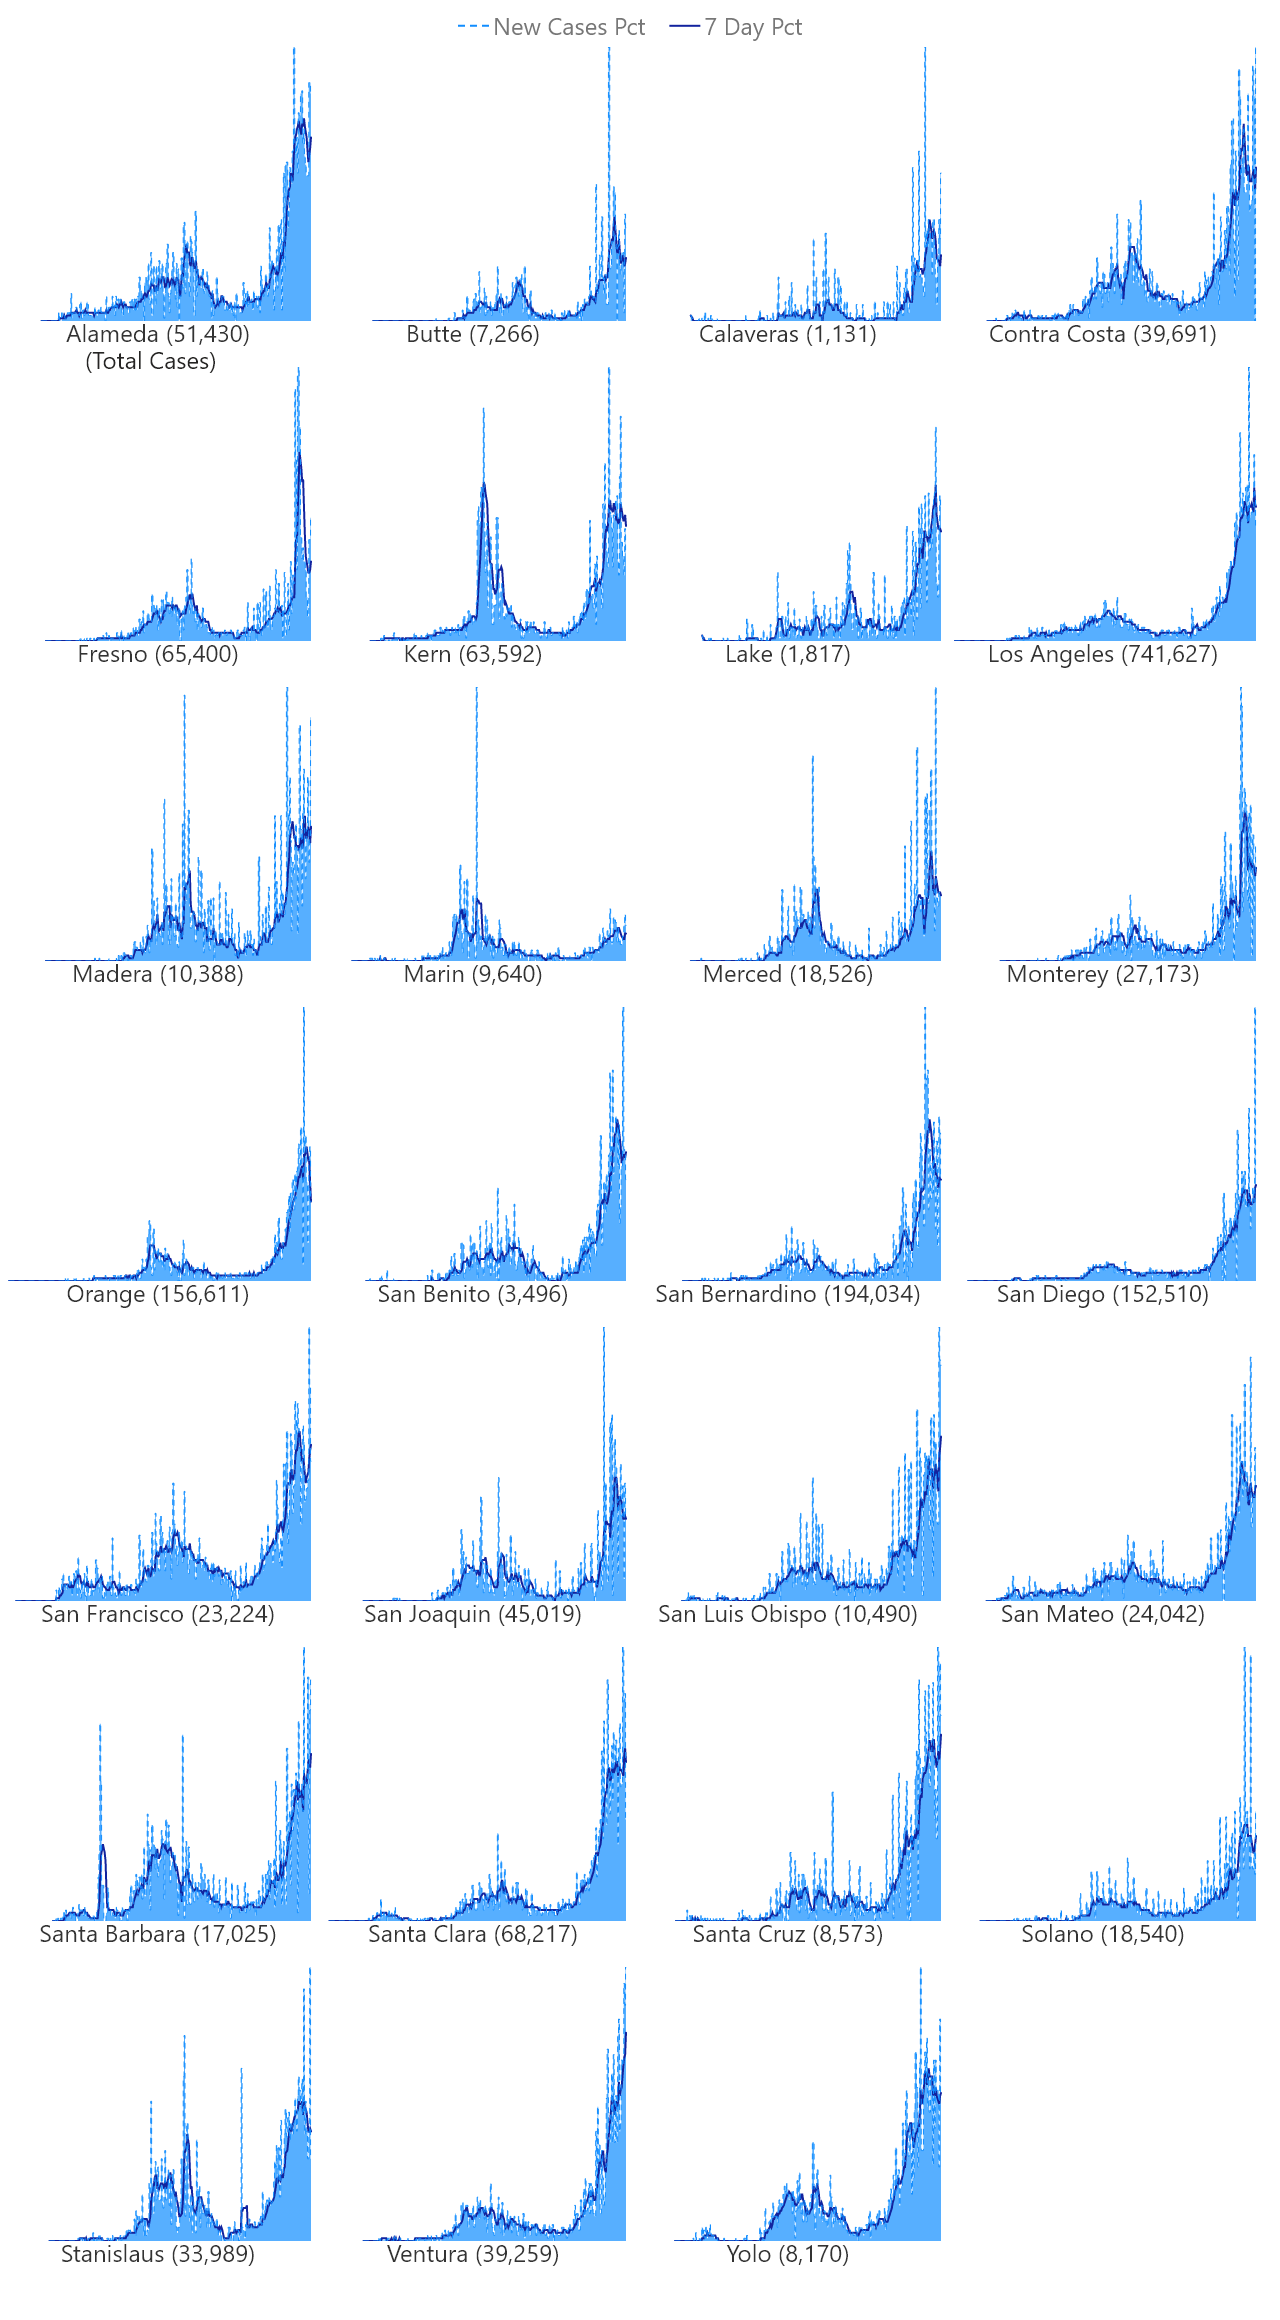 New Cases Pct 7 Day Pct
Alameda (51,430)
(Total Cases)
Butte (7,266)
Calaveras (1,131)
Contra Costa (39,691)
Fresno (65,400)
Kern (63,592)
Lake (1,817)
Los Angeles (741,627)
Madera (10,388)
Marin (9,640)
Merced (18,526)
Monterey (27,173)
Orange (156,611)
San Benito (3,496)
San Bernardino (194,034)
San Diego (152,510)
San Francisco (23,224)
San Joaquin (45,019)
San Luis Obispo (10,490)
San Mateo (24,042)
Santa Barbara (17,025)
Santa Clara (68,217)
Santa Cruz (8,573)
Solano (18,540)
Stanislaus (33,989)
Ventura (39,259)
Yolo (8,170)